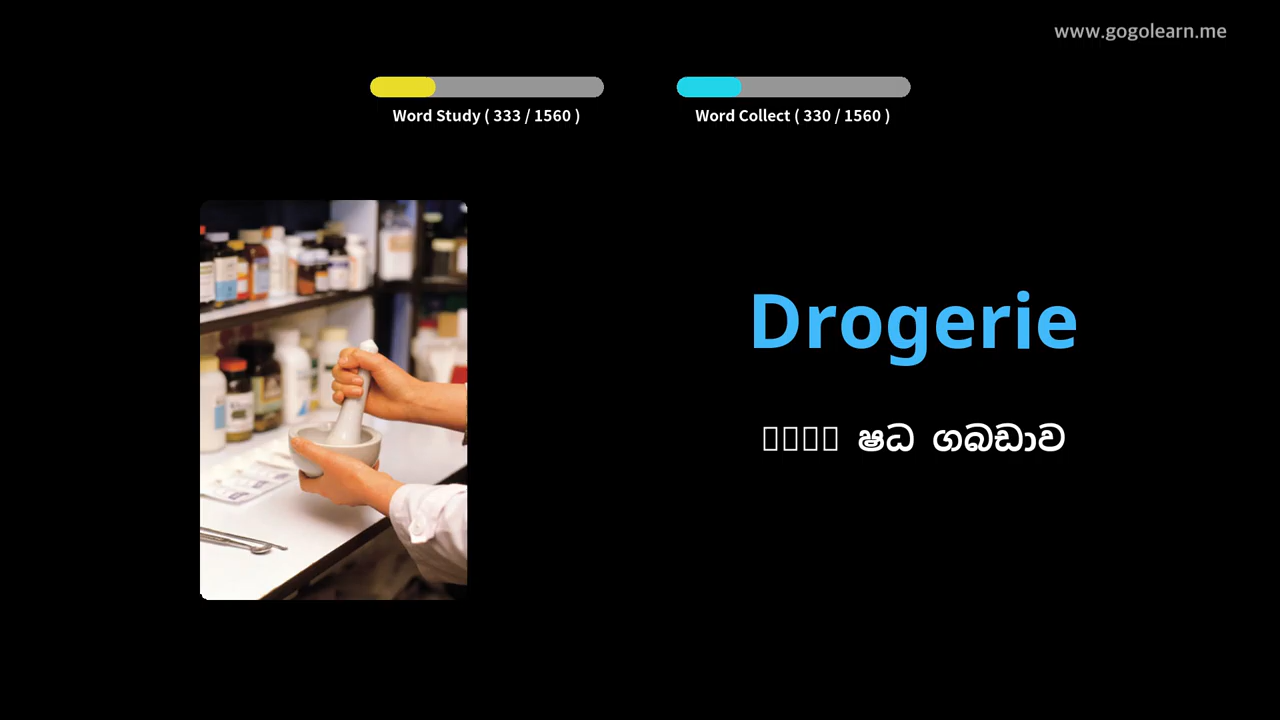 www.gogolearn.me
Word Study ( 333 / 1560 )
Word Collect ( 330 / 1560 )
Drogerie
ෂධ ගබඩාව